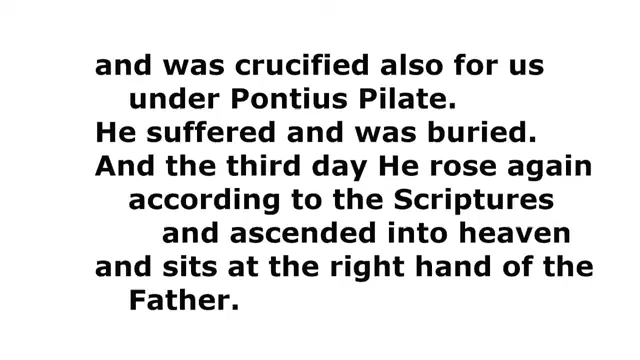 and was crucified also for us
under Pontius Pilate.
He suffered and was buried.
And the third day He rose again
according to the Scriptures
and ascended into heaven
and sits at the right hand of the
Father.